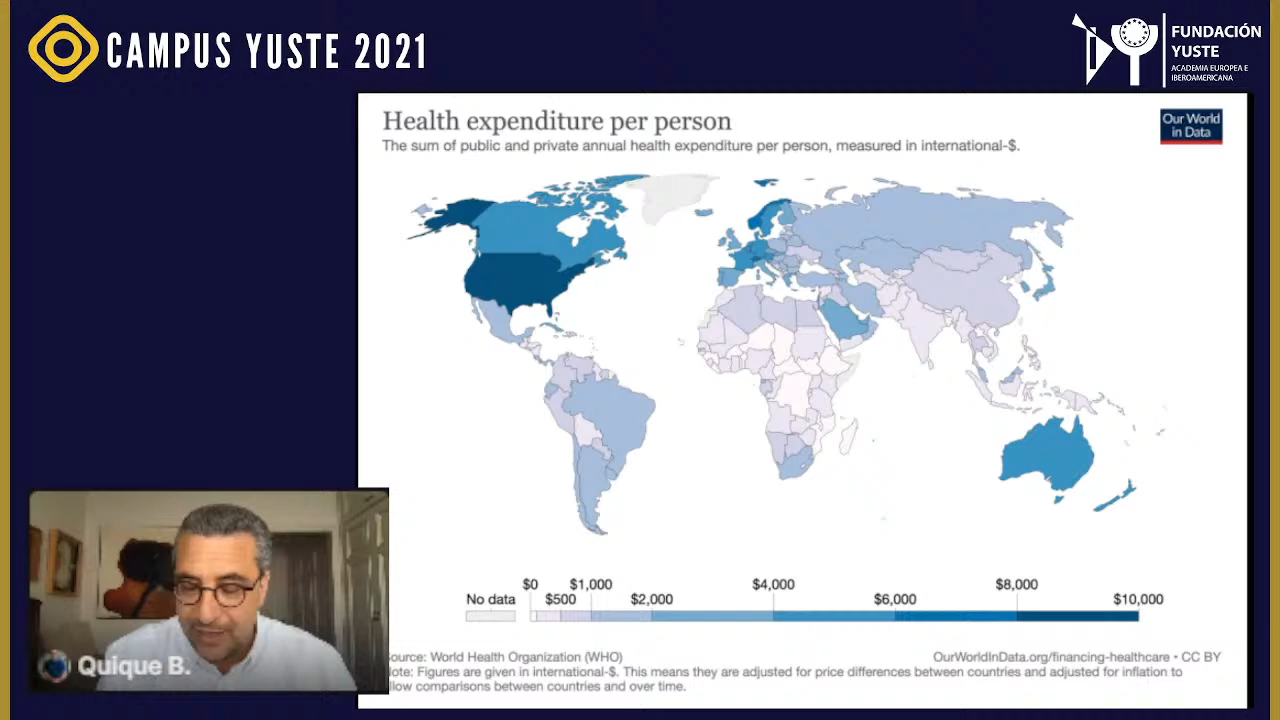 CAMPUS YUSTE 2021
FUNDACIÓN
YUSTE
ACADEMIA EUROPEA E
IBEROAMERICANA
Health expenditure per person
The sum of public and private annual health expenditure per person, measured in international-$.
Our World
in Data
$0 $1,000 $4,000 $8,000
No data $500 $2,000 $6,000 $10,000
ource: World Health Organization (WHO)
OurWorldInData.org/financing-healthcare • CC BY
ote: Figures are given in international-$. This means they are adjusted for price differences between countries and adjusted for inflation to
llow comparisons between countries and over time.
Quique B.